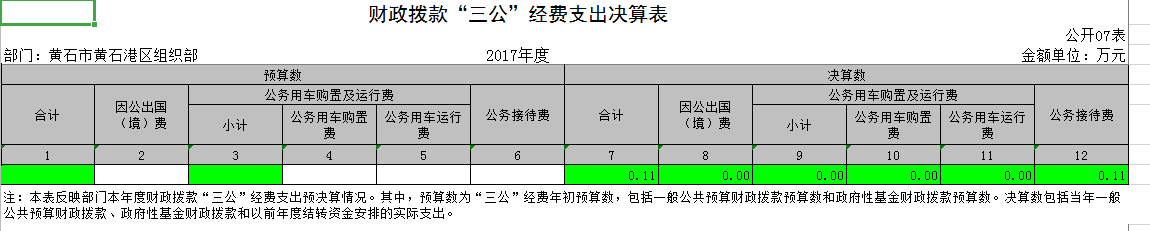 财政拨款“三公”经费支出决算表
公开07表
部门：黄石市黄石港区组织部 2017年度 金额单位：万元
预算数 决算数
合计 因公出国（境）费 公务用车购置及运行费 公务接待费 合计 因公出国（境）费 公务用车购置及运行费 公务接待费
小计 公务用车购置费 公务用车运行费 小计 公务用车购置费 公务用车运行费
1 2 3 4 5 6 7 8 9 10 11 12
0.11 0.00 0.00 0.00 0.00 0.11
注：本表反映部门本年度财政拨款“三公”经费支出预决算情况。其中，预算数为“三公”经费年初预算数，包括一般公共预算财政拨款预算数和政府性基金财政拨款预算数。决算数包括当年一般
公共预算财政拨款、政府性基金财政拨款和以前年度结转资金安排的实际支出。